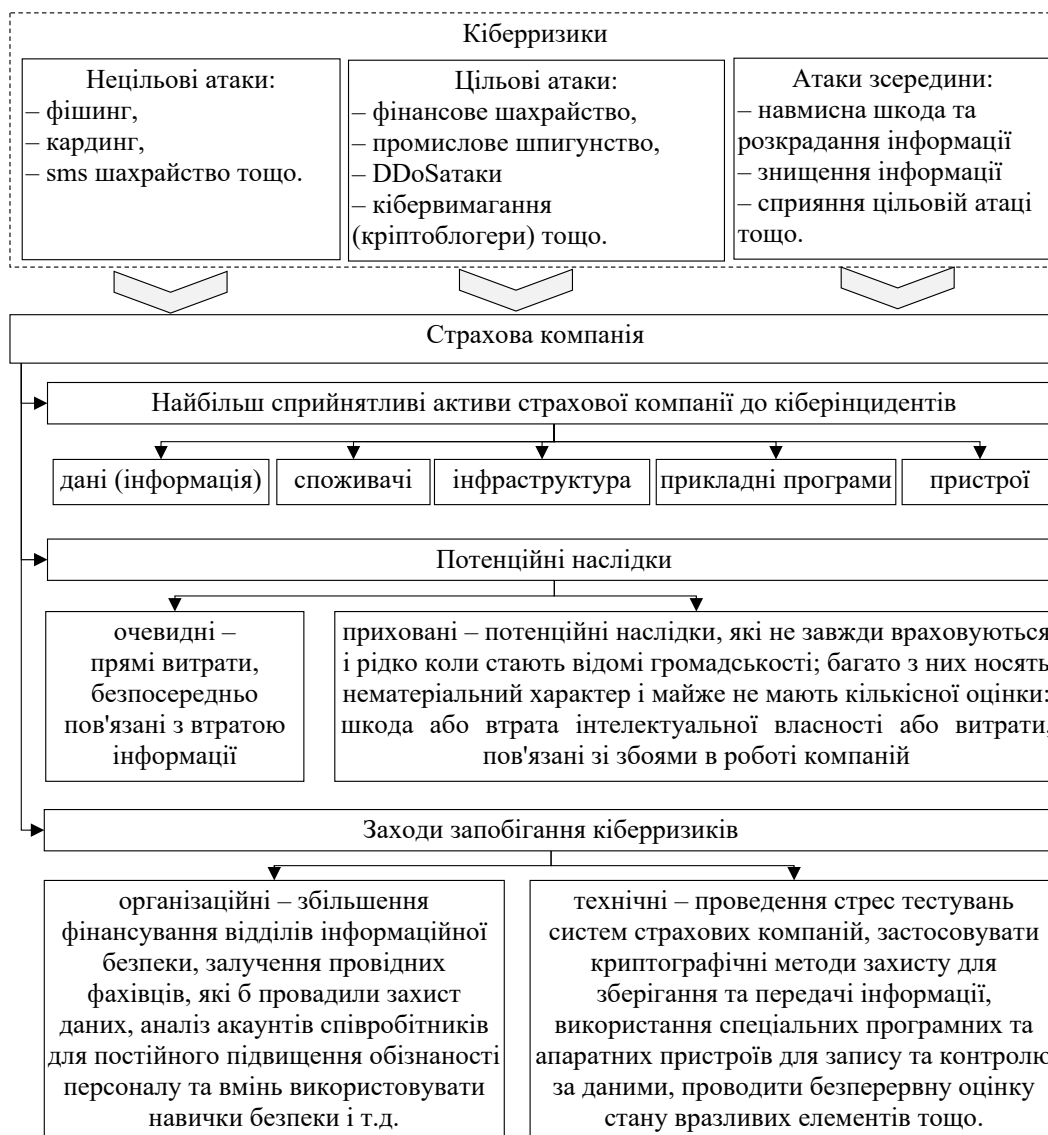 Кіберризики
Нецільові атаки:
– фішинг,
– кардинг,
– sms шахрайство тощо.
Цільові атаки:
– фінансове шахрайство,
– промислове шпигунство,
– DDoSатаки
– кібервимагання
(кріптоблогери) тощо.
Атаки зсередини:
– навмисна шкода та
розкрадання інформації
– знищення інформації
– сприяння цільовій атаці
тощо.
Страхова компанія
Найбільш сприйнятливі активи страхової компанії до кіберінцидентів
дані (інформація)
споживачі
інфраструктура
прикладні програми
пристрої
Потенційні наслідки
очевидні –
прямі витрати,
безпосередньо
пов'язані з втратою
інформації
приховані – потенційні наслідки, які не завжди враховуються
і рідко коли стають відомі громадськості; багато з них носять
нематеріальний характер і майже не мають кількісної оцінки:
шкода або втрата інтелектуальної власності або витрати,
пов'язані зі збоями в роботі компаній
Заходи запобігання кіберризиків
організаційні – збільшення
фінансування відділів інформаційної
безпеки, залучення провідних
фахівців, які б провадили захист
даних, аналіз акаунтів співробітників
для постійного підвищення обізнаності
персоналу та вмінь використовувати
навички безпеки і т.д.
технічні – проведення стрес тестувань
систем страхових компаній, застосовувати
криптографічні методи захисту для
зберігання та передачі інформації,
використання спеціальних програмних та
апаратних пристроїв для запису та контролю
за даними, проводити безперервну оцінку
стану вразливих елементів тощо.